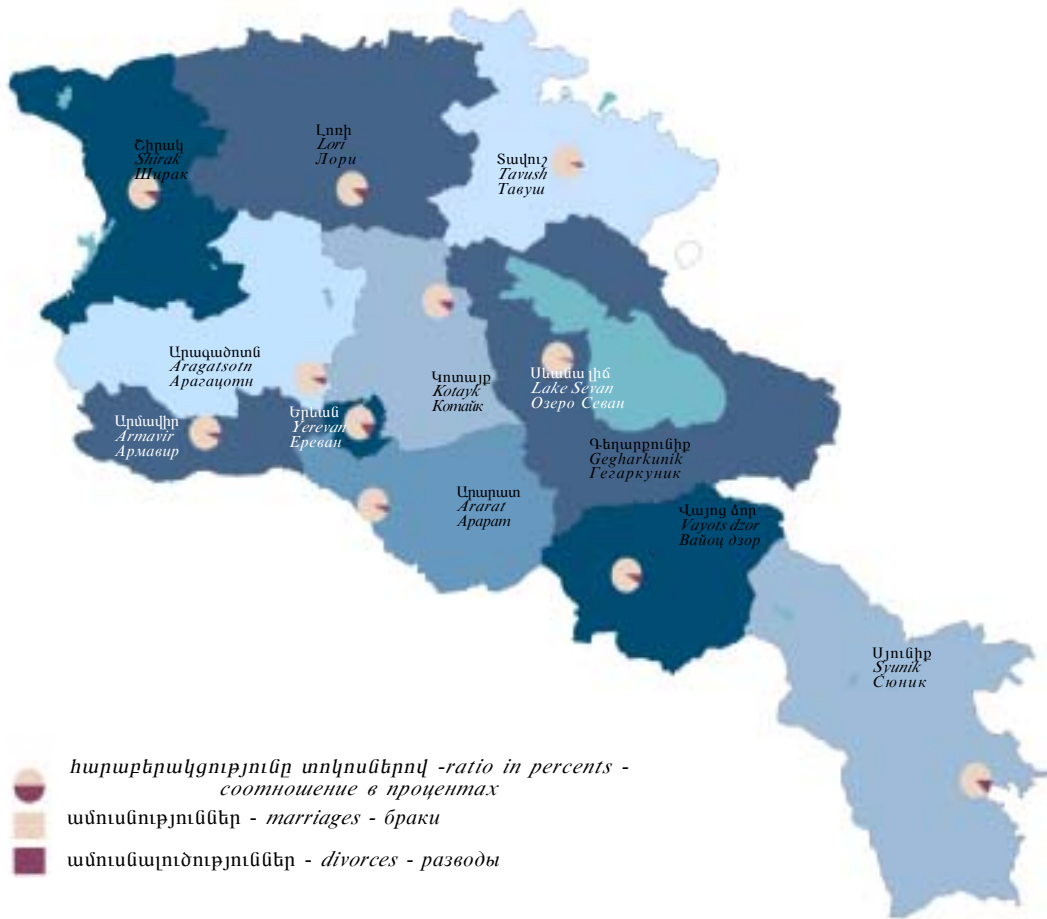 Շիրակ
Shirak
Ширак
Լոռի
Lori
Лори
Տավուշ
Tavush
Тавуш
Արագածոտն
Aragatsotn
Арагацотн
Կոտայք
Kotayk
Котайк
Սևանա լիճ
Lake Sevan
Озеро Севан
Արմավիր
Armavir
Армавир
Երևան
Yerevan
Ереван
Գեղարքունիք
Gegharkunik
Гегаркуник
Արարատ
Ararat
Арарат
Վայոց ձոր
Vayots dzor
Вайоц дзор
Սյունիք
Syunik
Сюник
հարաբերակցությունը տոկոսներով -ratio in percents -
соотношение в процентах
ամուսնություններ - marriages - браки
ամուսնալուծություններ - divorces - разводы